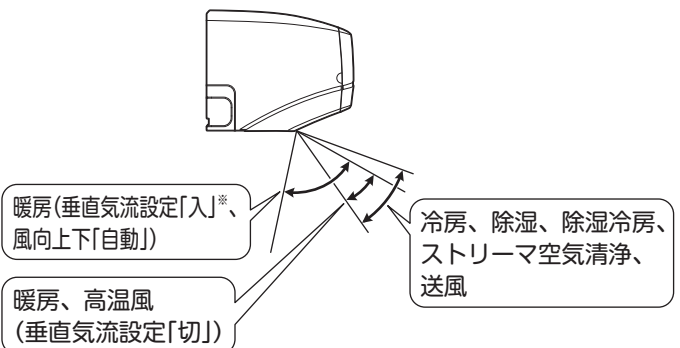 暖房(垂直気流設定｢入｣※、
風向上下｢自動｣)
暖房、高温風
(垂直気流設定｢切｣)
冷房、除湿、除湿冷房、
ストリーマ空気清浄、
送風